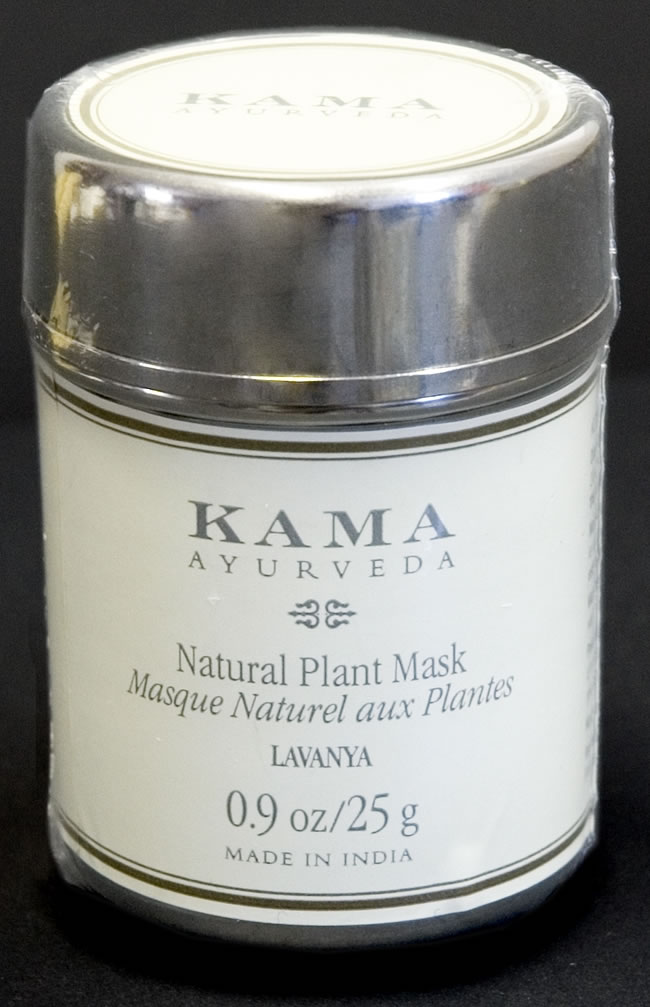 KAMA
AYURVEDA
KAMA
AYURVEDA
Natural Plant Mask
Masque Naturel aux Plantes
LAVANYA
0.9 oz/25 g
MADE IN INDIA